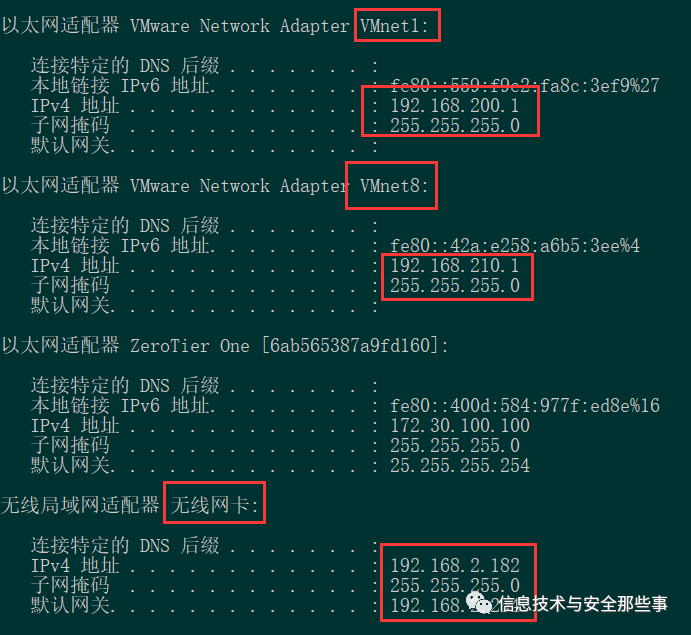 以太网适配器 VMware Network Adapter VMnet1:
连接特定的 DNS 后缀 . . . . . . . :
本地链接 IPv6 地址. . . . . . . . : fe80::559:f9e2:fa8c:3ef9%27
IPv4 地址 . . . . . . . . . . . . : 192.168.200.1
子网掩码 . . . . . . . . . . . . : 255.255.255.0
默认网关. . . . . . . . . . . . . :
以太网适配器 VMware Network Adapter VMnet8:
连接特定的 DNS 后缀 . . . . . . . :
本地链接 IPv6 地址. . . . . . . . : fe80::42a:e258:a6b5:3ee%4
IPv4 地址 . . . . . . . . . . . . : 192.168.210.1
子网掩码 . . . . . . . . . . . . : 255.255.255.0
默认网关. . . . . . . . . . . . . :
以太网适配器 ZeroTier One [6ab565387a9fd160]:
连接特定的 DNS 后缀 . . . . . . . :
本地链接 IPv6 地址. . . . . . . . : fe80::400d:584:977f:ed8e%16
IPv4 地址 . . . . . . . . . . . . : 172.30.100.100
子网掩码 . . . . . . . . . . . . : 255.255.255.0
默认网关. . . . . . . . . . . . . : 25.255.255.254
无线局域网适配器 无线网卡:
连接特定的 DNS 后缀 . . . . . . . :
IPv4 地址 . . . . . . . . . . . . : 192.168.2.182
子网掩码 . . . . . . . . . . . . : 255.255.255.0
默认网关. . . . . . . . . . . . . :
信息技术与安全那些事